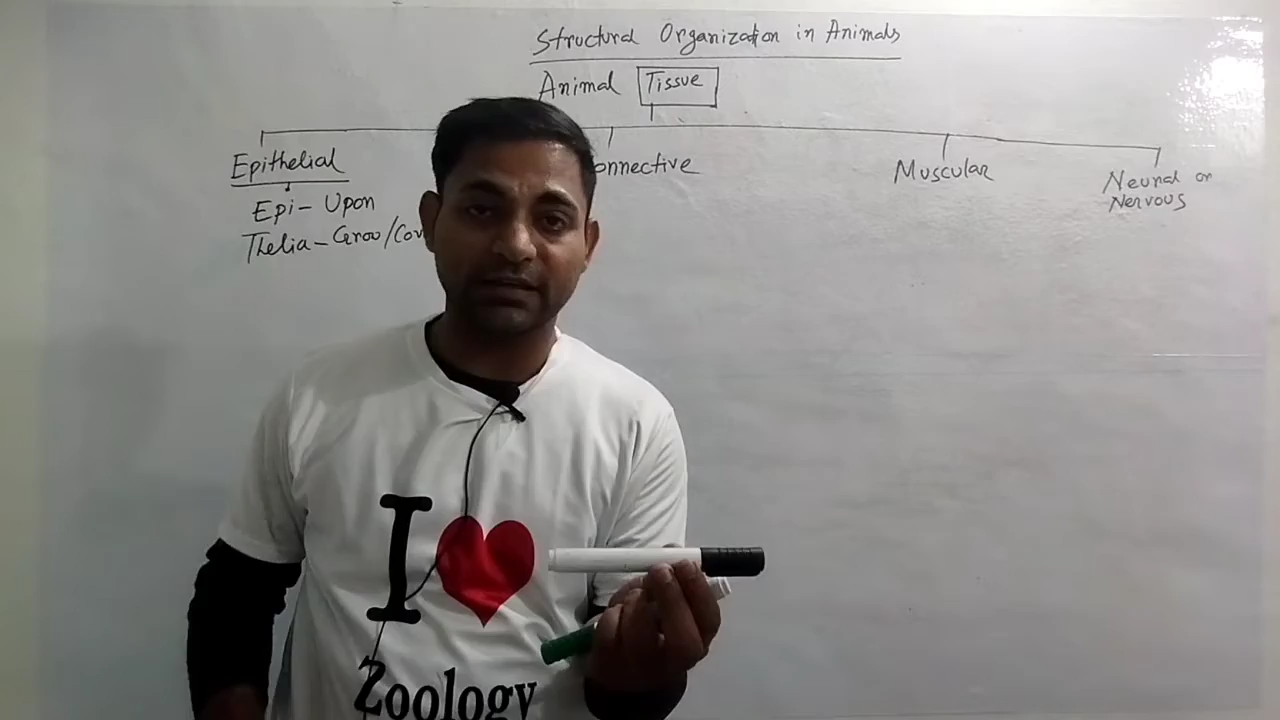 Structural Organization in Animals
Animal Tissue
Epithelial
onnective
Muscular
Neural or
Nervous
Epi - Upon
Thelia - Grow/Cov
I
Zoology